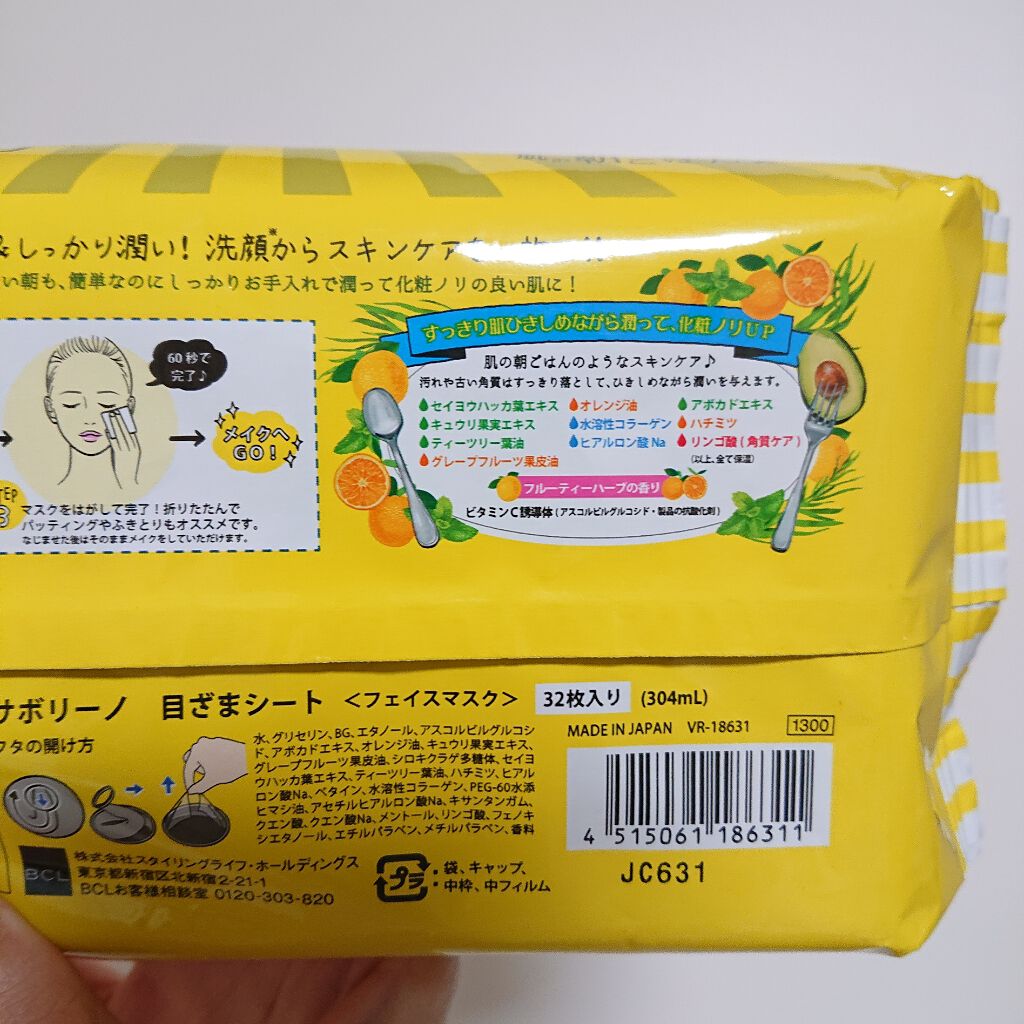 &しっかり潤い! 洗顔※からスキンケア
い朝も、簡単なのにしっかりお手入れで潤って化粧ノリの良い肌に!
60秒で
完了♪
メイクへ
GO!
STEP
3
マスクをはがして完了!折りたたんで
パッティングやふきとりもオススメです。
なじませた後はそのままメイクをしていただけます。
すっきり肌ひきしめながら潤って、化粧ノリUP
肌の朝ごはんのようなスキンケア♪
汚れや古い角質はすっきり落として、ひきしめながら潤いを与えます。
セイヨウハッカ葉エキス オレンジ油 アボカドエキス
キュウリ果実エキス 水溶性コラーゲン ハチミツ
ティーツリー葉油 ヒアルロン酸Na リンゴ酸(角質ケア)
グレープフルーツ果皮油 (以上、全て保湿)
フルーティーハーブの香り
ビタミンC誘導体(アスコルビルグルコシド・製品の抗酸化剤)
サボリーノ 目ざまシート <フェイスマスク> 32枚入り (304mL)
フタの開け方
水、グリセリン、BG、エタノール、アスコルビルグルコシ
ド、アボカドエキス、オレンジ油、キュウリ果実エキス、
グレープフルーツ果皮油、シロキクラゲ多糖体、セイヨ
ウハッカ葉エキス、ティーツリー葉油、ハチミツ、ヒアル
ロン酸Na、ベタイン、水溶性コラーゲン、PEG-60水添
ヒマシ油、アセチルヒアルロン酸Na、キサンタンガム、
クエン酸、クエン酸Na、メントール、リンゴ酸、フェノキ
シエタノール、エチルパラベン、メチルパラベン、香料
MADE IN JAPAN VR-18631 1300
4 515061 186311
JC631
BCL
株式会社スタイリングライフ・ホールディングス
東京都新宿区北新宿2-21-1
BCLお客様相談室 0120-303-820
プラ
:袋、キャップ、
:中枠、中フィルム